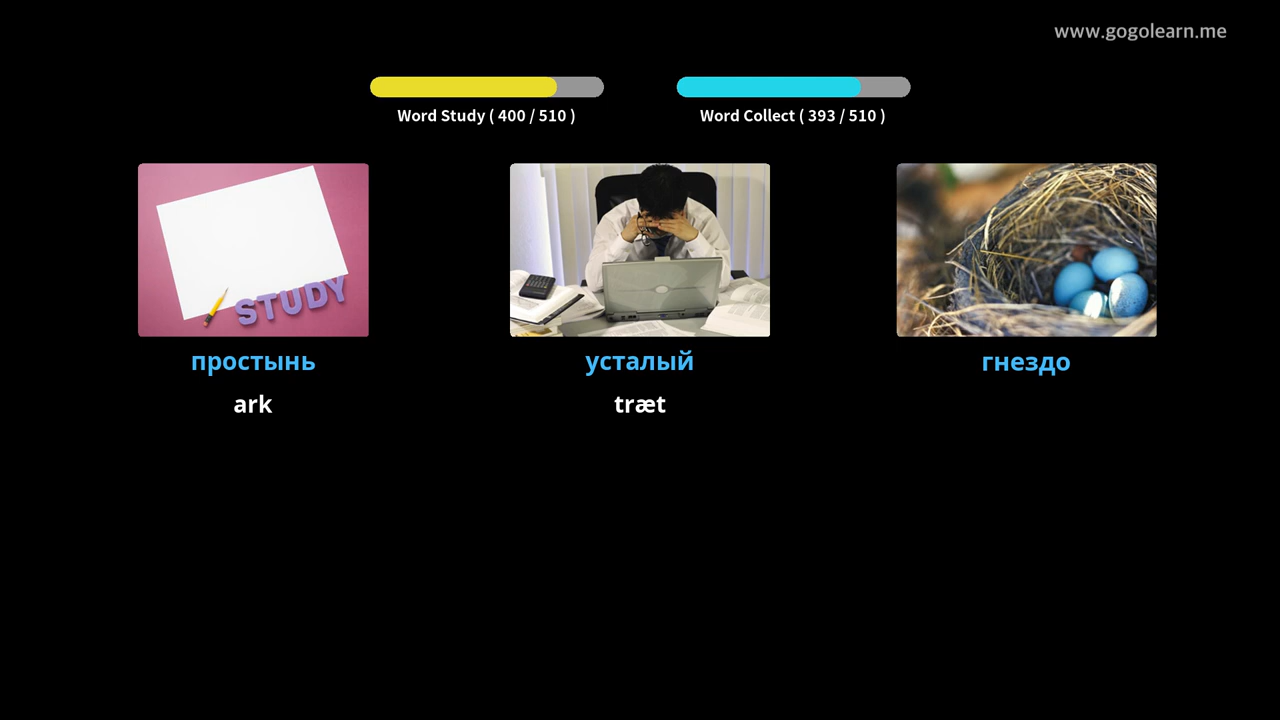 www.gogolearn.me
Word Study ( 400 / 510 )
Word Collect ( 393 / 510 )
STUDY
простынь
усталый
гнездо
ark
træt